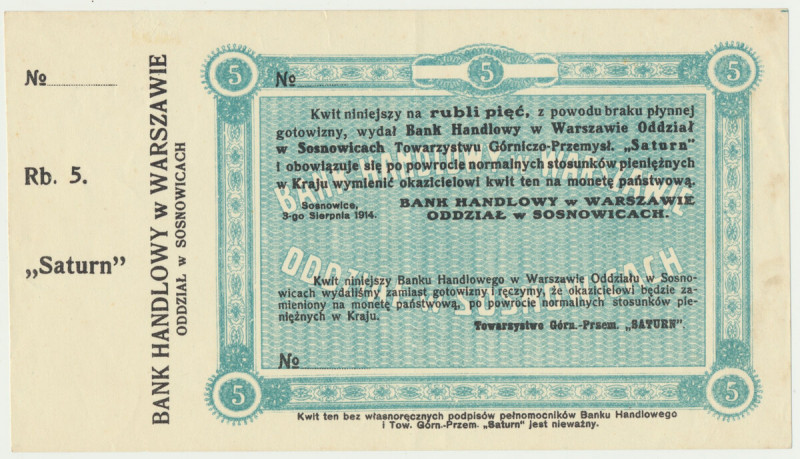 №
Rb. 5.
„Saturn”
BANK HANDLOWY w WARSZAWIE
ODDZIAŁ w SOSNOWICACH
5 5 5
№
Kwit niniejszy na rubli pięć, z powodu braku płynnej
gotowizny, wydał Bank Handlowy w Warszawie Oddział
w Sosnowicach Towarzystwu Górniczo-Przemysł. „Saturn”
i obowiązuje się po powrocie normalnych stosunków pieniężnych
w Kraju wymienić okazicielowi kwit ten na monetę państwową.
Sosnowice,
3-go Sierpnia 1914.
BANK HANDLOWY w WARSZAWIE
ODDZIAŁ w SOSNOWICACH.
BANK HANDLOWY w WARSZAWIE
ODDZIAŁ w SOSNOWICACH
Kwit niniejszy Banku Handlowego w Warszawie Oddziału w Sosno-
wicach wydaliśmy zamiast gotowizny i ręczymy, że okazicielowi będzie za-
mieniony na monetę państwową, po powrocie normalnych stosunków pie-
niężnych w Kraju.
Towarzystwo Górn.-Przem. „SATURN”.
№
5 5
Kwit ten bez własnoręcznych podpisów pełnomocników Banku Handlowego
i Tow. Górn.-Przem. „Saturn” jest nieważny.